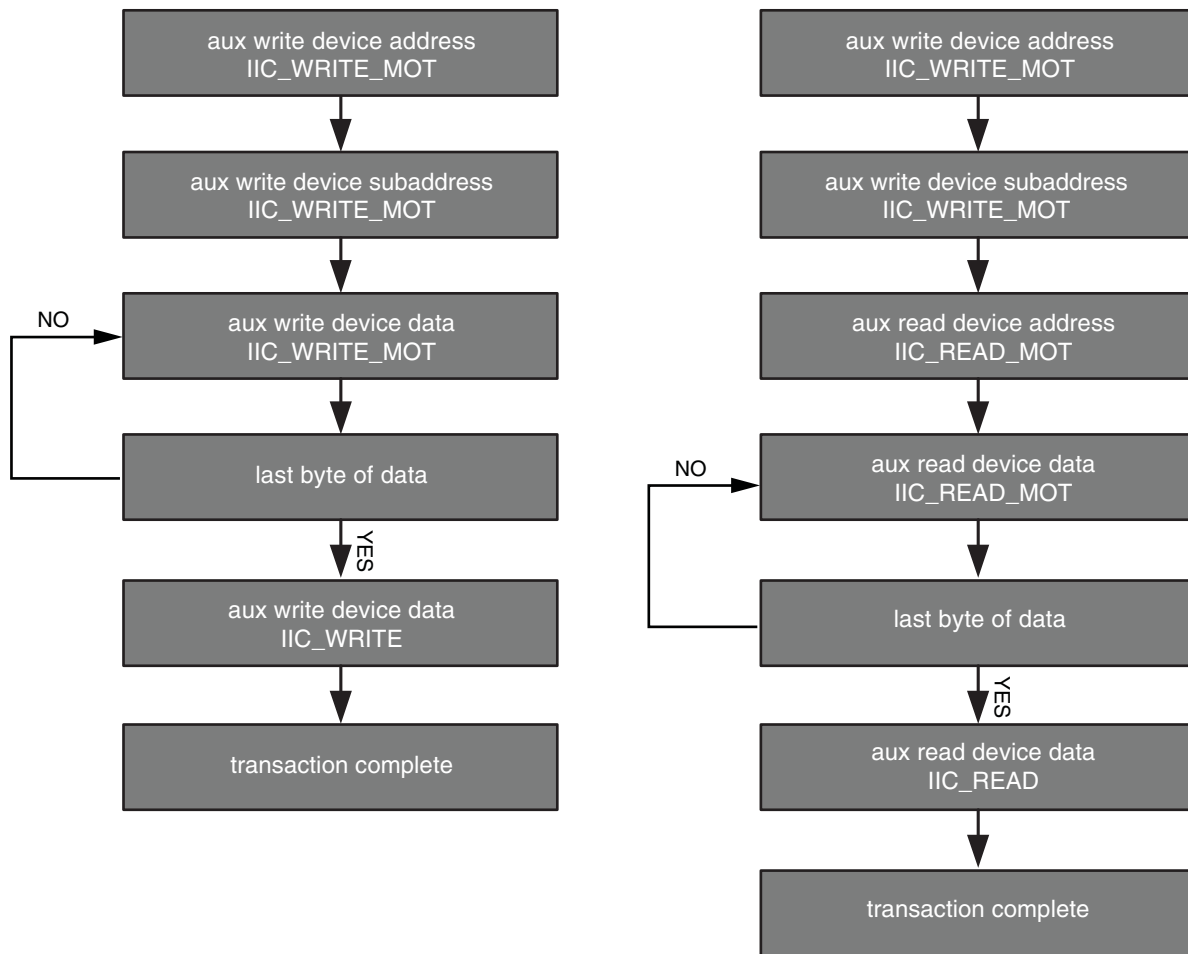 aux write device address
IIC_WRITE_MOT
aux write device subaddress
IIC_WRITE_MOT
NO
aux write device data
IIC_WRITE_MOT
last byte of data
YES
aux write device data
IIC_WRITE
transaction complete
aux write device address
IIC_WRITE_MOT
aux write device subaddress
IIC_WRITE_MOT
aux read device address
IIC_READ_MOT
NO
aux read device data
IIC_READ_MOT
last byte of data
YES
aux read device data
IIC_READ
transaction complete